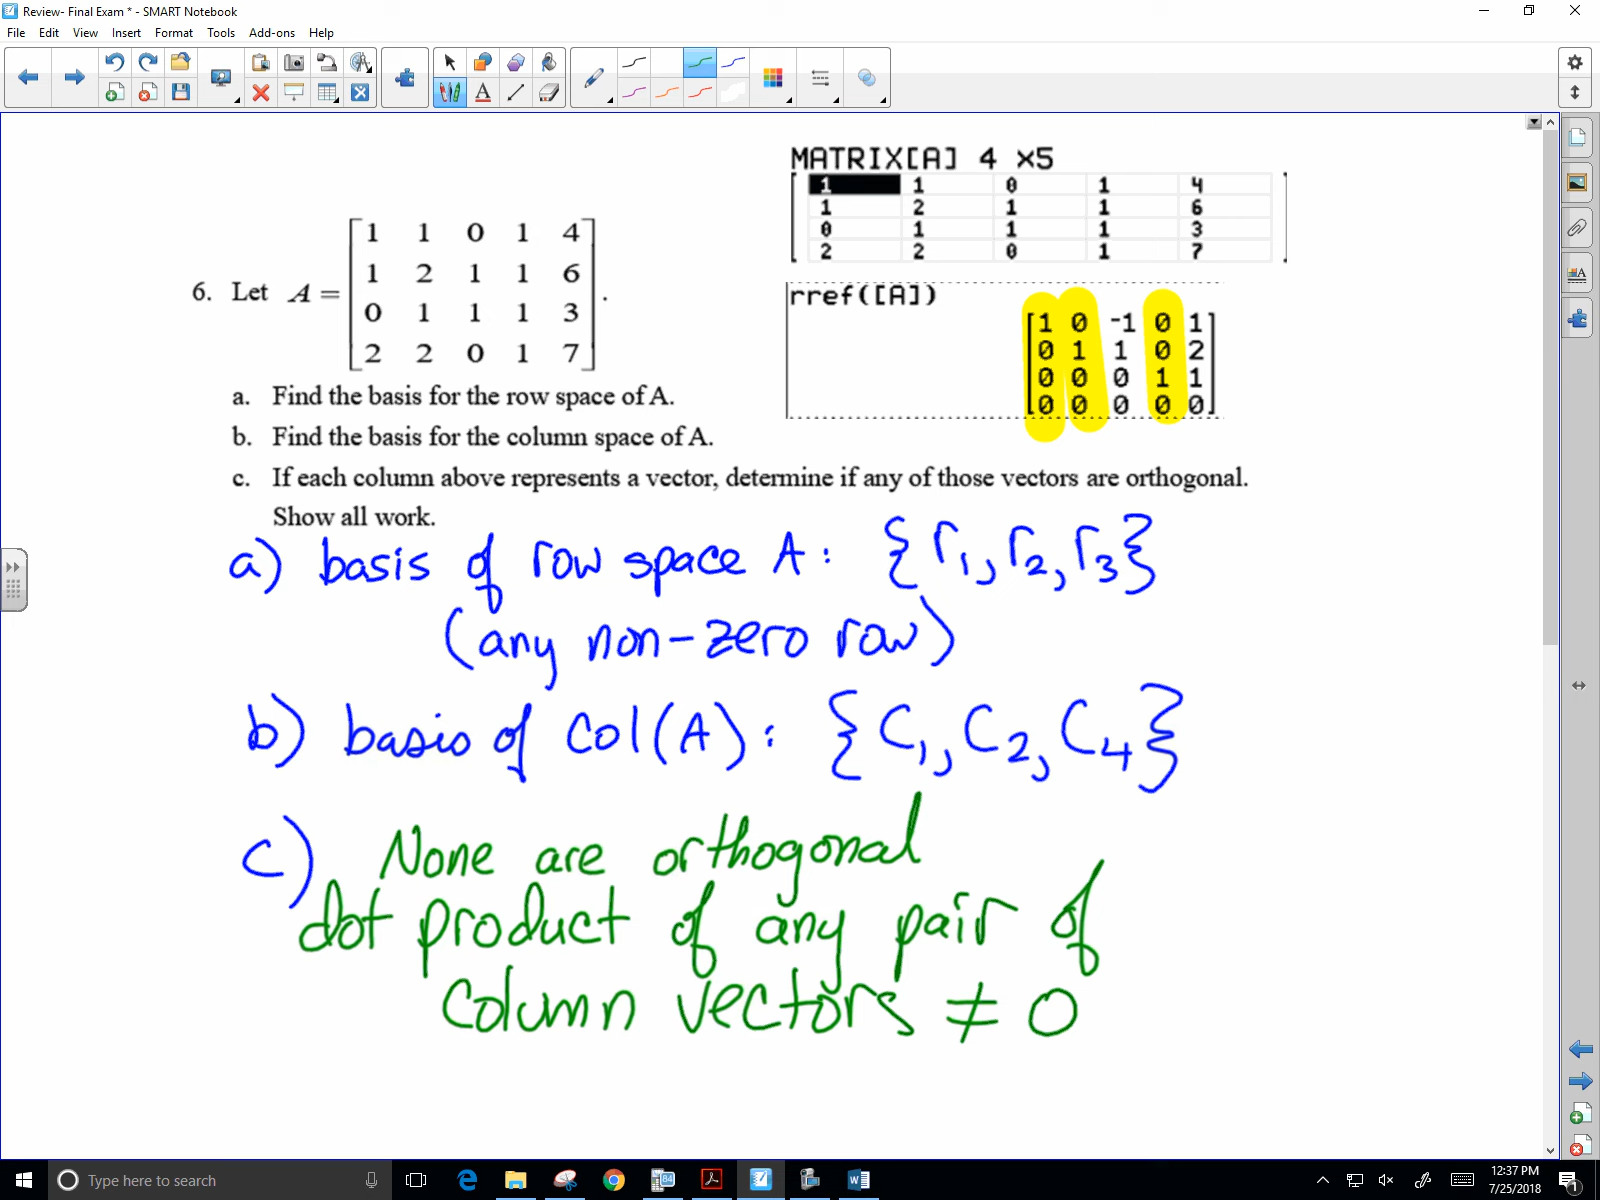 Review- Final Exam * - SMART Notebook
File Edit View Insert Format Tools Add-ons Help
MATRIX[A] 4 ×5
1 1 0 1 4
1 2 1 1 6
0 1 1 1 3
2 2 0 1 7
6. Let A = [1 1 0 1 4
1 2 1 1 6
0 1 1 1 3
2 2 0 1 7].
rref([A])
[1 0 -1 0 1]
[0 1 1 0 2]
[0 0 0 1 1]
[0 0 0 0 0]
a. Find the basis for the row space of A.
b. Find the basis for the column space of A.
c. If each column above represents a vector, determine if any of those vectors are orthogonal.
Show all work.
a) basis of row space A: {r1, r2, r3}
(any non-zero row)
b) basis of Col(A): {C1, C2, C4}
c) None are orthogonal
dot product of any pair of
column vectors ≠ 0
Type here to search
84
12:37 PM
7/25/2018
1